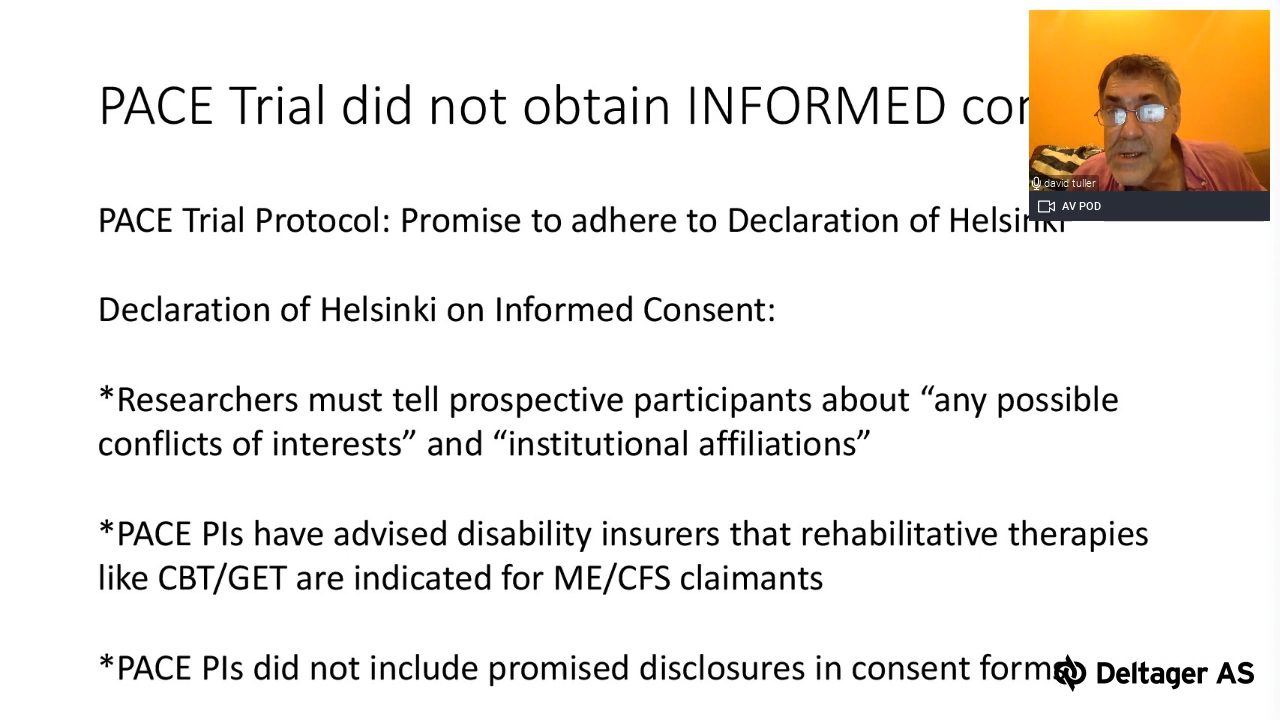 PACE Trial did not obtain INFORMED con
PACE Trial Protocol: Promise to adhere to Declaration of Helsinki
Declaration of Helsinki on Informed Consent:
*Researchers must tell prospective participants about “any possible
conflicts of interests” and “institutional affiliations”
*PACE PIs have advised disability insurers that rehabilitative therapies
like CBT/GET are indicated for ME/CFS claimants
*PACE PIs did not include promised disclosures in consent forms
david tuller
AV POD
Deltager AS